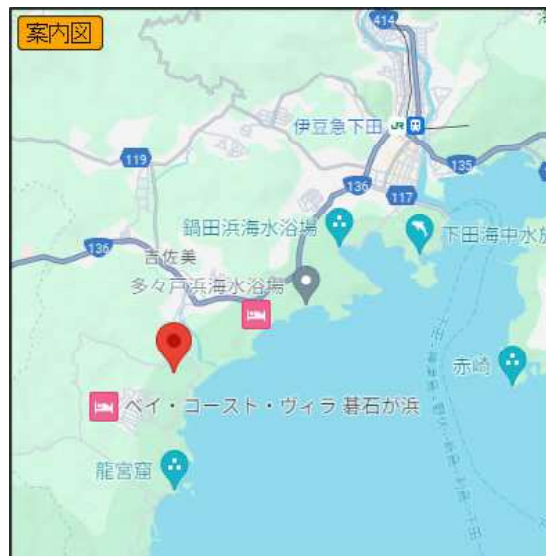 案内図
414
伊豆急下田
JR
119
135
136
117
鍋田浜海水浴場
下田海中水族
136
吉佐美
多々戸浜海水浴場
赤崎
ベイ・コースト・ヴィラ 碁石が浜
龍宮窟